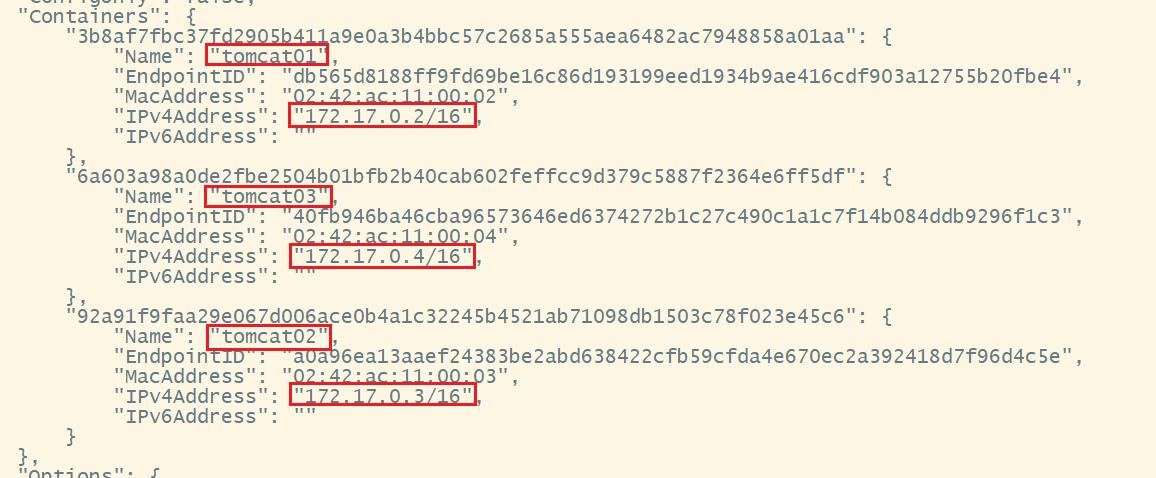 "ConfigOnly": false,
"Containers": {
"3b8af7fbc37fd2905b411a9e0a3b4bbc57c2685a555aea6482ac7948858a01aa": {
"Name": "tomcat01",
"EndpointID": "db565d8188ff9fd69be16c86d193199eed1934b9ae416cdf903a12755b20fbe4",
"MacAddress": "02:42:ac:11:00:02",
"IPv4Address": "172.17.0.2/16",
"IPv6Address": ""
},
"6a603a98a0de2fbe2504b01bfb2b40cab602feffcc9d379c5887f2364e6ff5df": {
"Name": "tomcat03",
"EndpointID": "40fb946ba46cba96573646ed6374272b1c27c490c1a1c7f14b084ddb9296f1c3",
"MacAddress": "02:42:ac:11:00:04",
"IPv4Address": "172.17.0.4/16",
"IPv6Address": ""
},
"92a91f9faa29e067d006ace0b4a1c32245b4521ab71098db1503c78f023e45c6": {
"Name": "tomcat02",
"EndpointID": "a0a96ea13aaef24383be2abd638422cfb59cfda4e670ec2a392418d7f96d4c5e",
"MacAddress": "02:42:ac:11:00:03",
"IPv4Address": "172.17.0.3/16",
"IPv6Address": ""
}
},
"Options": {